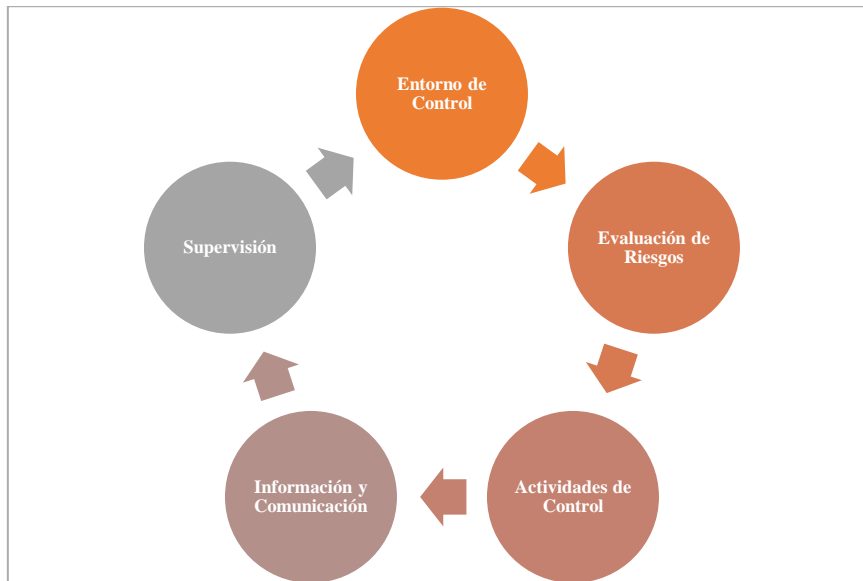 Entorno de
Control
Evaluación de
Riesgos
Actividades de
Control
Información y
Comunicación
Supervisión